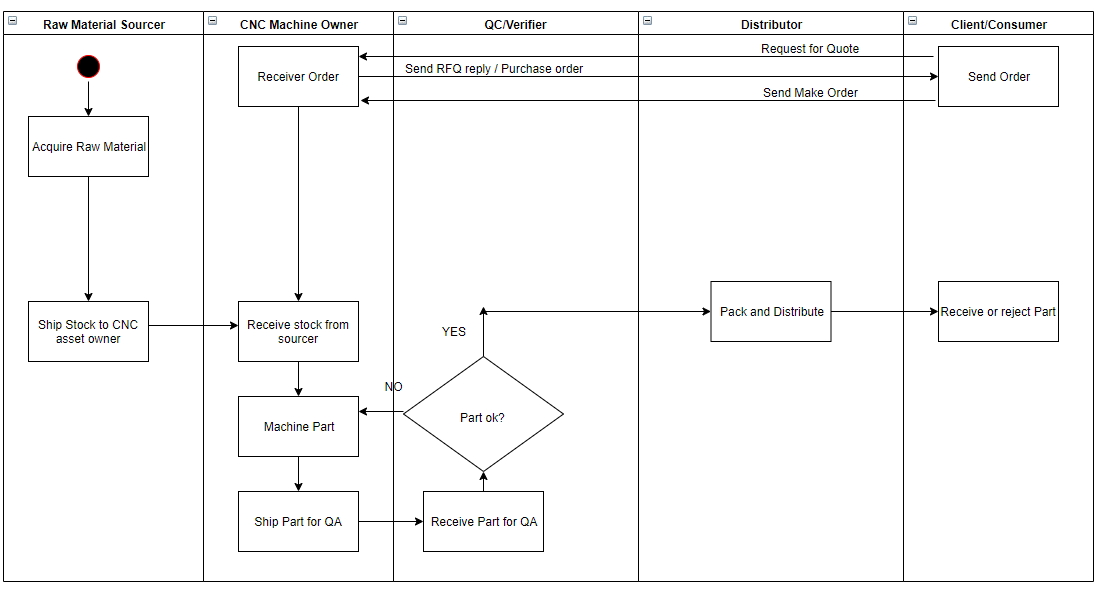 Raw Material Sourcer
CNC Machine Owner
QC/Verifier
Distributor
Client/Consumer
Request for Quote
Receiver Order
Send RFQ reply / Purchase order
Send Order
Send Make Order
Acquire Raw Material
Ship Stock to CNC
asset owner
Receive stock from
sourcer
YES
Pack and Distribute
Receive or reject Part
NO
Machine Part
Part ok?
Ship Part for QA
Receive Part for QA